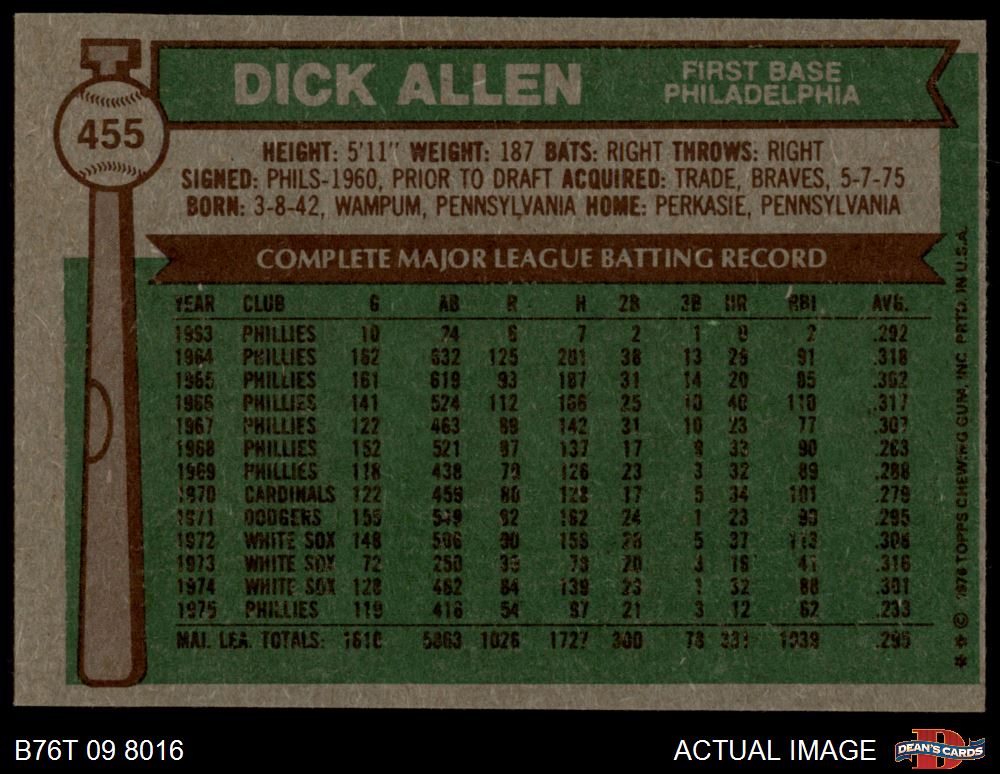 DICK ALLEN
FIRST BASE
PHILADELPHIA
455
HEIGHT: 5'11" WEIGHT: 187 BATS: RIGHT THROWS: RIGHT
SIGNED: PHILS-1960, PRIOR TO DRAFT ACQUIRED: TRADE, BRAVES, 5-7-75
BORN: 3-8-42, WAMPUM, PENNSYLVANIA HOME: PERKASIE, PENNSYLVANIA
COMPLETE MAJOR LEAGUE BATTING RECORD
YEAR CLUB G AB R H 2B 3B HR RBI AVG.
PHILLIES 10 24 6 7 2 1 0 2 .292
1964 PHILLIES 162 632 125 201 38 13 29 91 .318
1965 PHILLIES 161 619 93 187 31 14 20 85 .302
1966 PHILLIES 141 524 112 166 25 10 40 110 .317
1967 PHILLIES 122 463 89 142 31 10 23 77 .307
1968 PHILLIES 152 521 87 137 17 9 33 90 .263
1969 PHILLIES 118 438 79 126 23 3 32 89 .288
1970 CARDINALS 122 459 88 128 17 5 34 101 .279
1971 DODGERS 155 549 82 162 24 1 23 90 .295
1972 WHITE SOX 148 506 90 156 28 5 37 113 .308
1973 WHITE SOX 72 250 39 79 20 3 16 41 .316
1974 WHITE SOX 128 462 84 139 23 1 32 88 .301
1975 PHILLIES 119 416 54 97 21 3 12 62 .233
MAJ. LEA. TOTALS: 1610 1026 1727 300 .295
** © 1976 TOPPS CHEWING GUM, INC. PRTD. IN U.S.A.
B76T 09 8016
ACTUAL IMAGE
DEAN'S CARDS